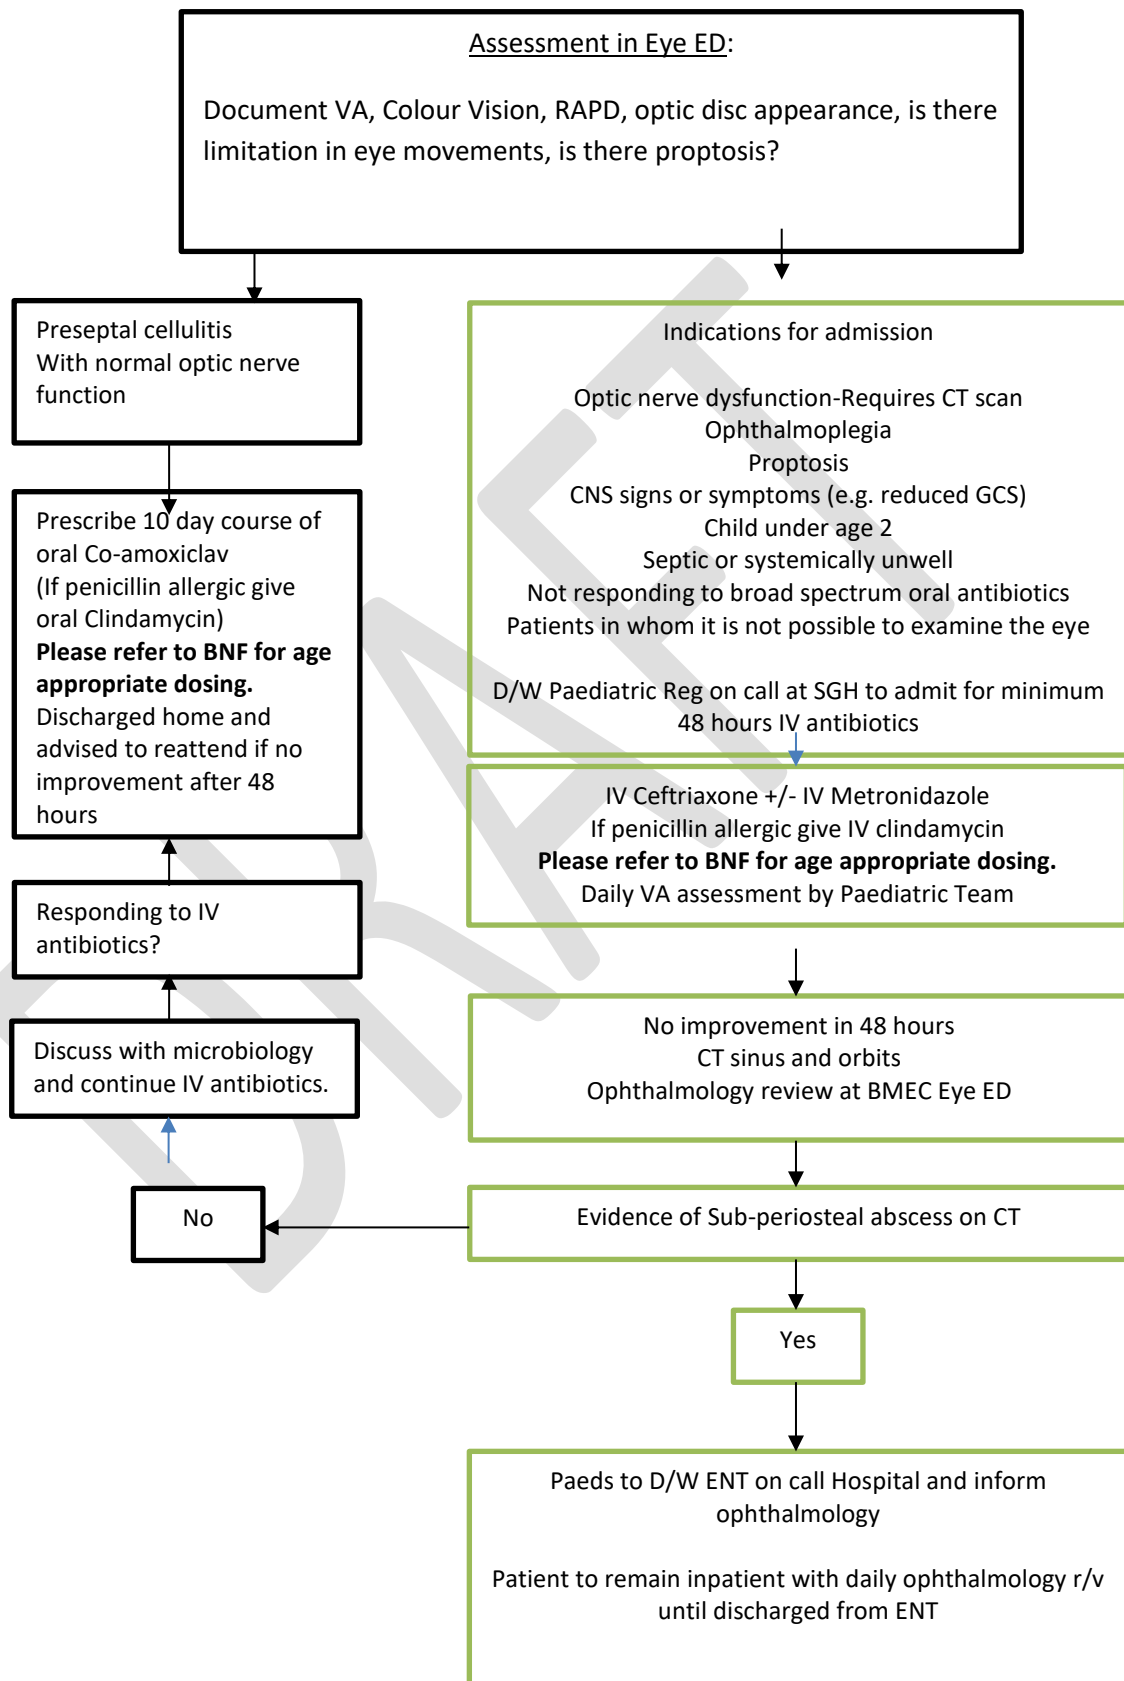 Assessment in Eye ED:
Document VA, Colour Vision, RAPD, optic disc appearance, is there
limitation in eye movements, is there proptosis?
Preseptal cellulitis
With normal optic nerve
function
Prescribe 10 day course of
oral Co-amoxiclav
(If penicillin allergic give
oral Clindamycin)
Please refer to BNF for age
appropriate dosing.
Discharged home and
advised to reattend if no
improvement after 48
hours
Responding to IV
antibiotics?
Discuss with microbiology
and continue IV antibiotics.
No
Indications for admission
Optic nerve dysfunction-Requires CT scan
Ophthalmoplegia
Proptosis
CNS signs or symptoms (e.g. reduced GCS)
Child under age 2
Septic or systemically unwell
Not responding to broad spectrum oral antibiotics
Patients in whom it is not possible to examine the eye
D/W Paediatric Reg on call at SGH to admit for minimum
48 hours IV antibiotics
IV Ceftriaxone +/- IV Metronidazole
If penicillin allergic give IV clindamycin
Please refer to BNF for age appropriate dosing.
Daily VA assessment by Paediatric Team
No improvement in 48 hours
CT sinus and orbits
Ophthalmology review at BMEC Eye ED
Evidence of Sub-periosteal abscess on CT
Yes
Paeds to D/W ENT on call Hospital and inform
ophthalmology
Patient to remain inpatient with daily ophthalmology r/v
until discharged from ENT
DRAFT